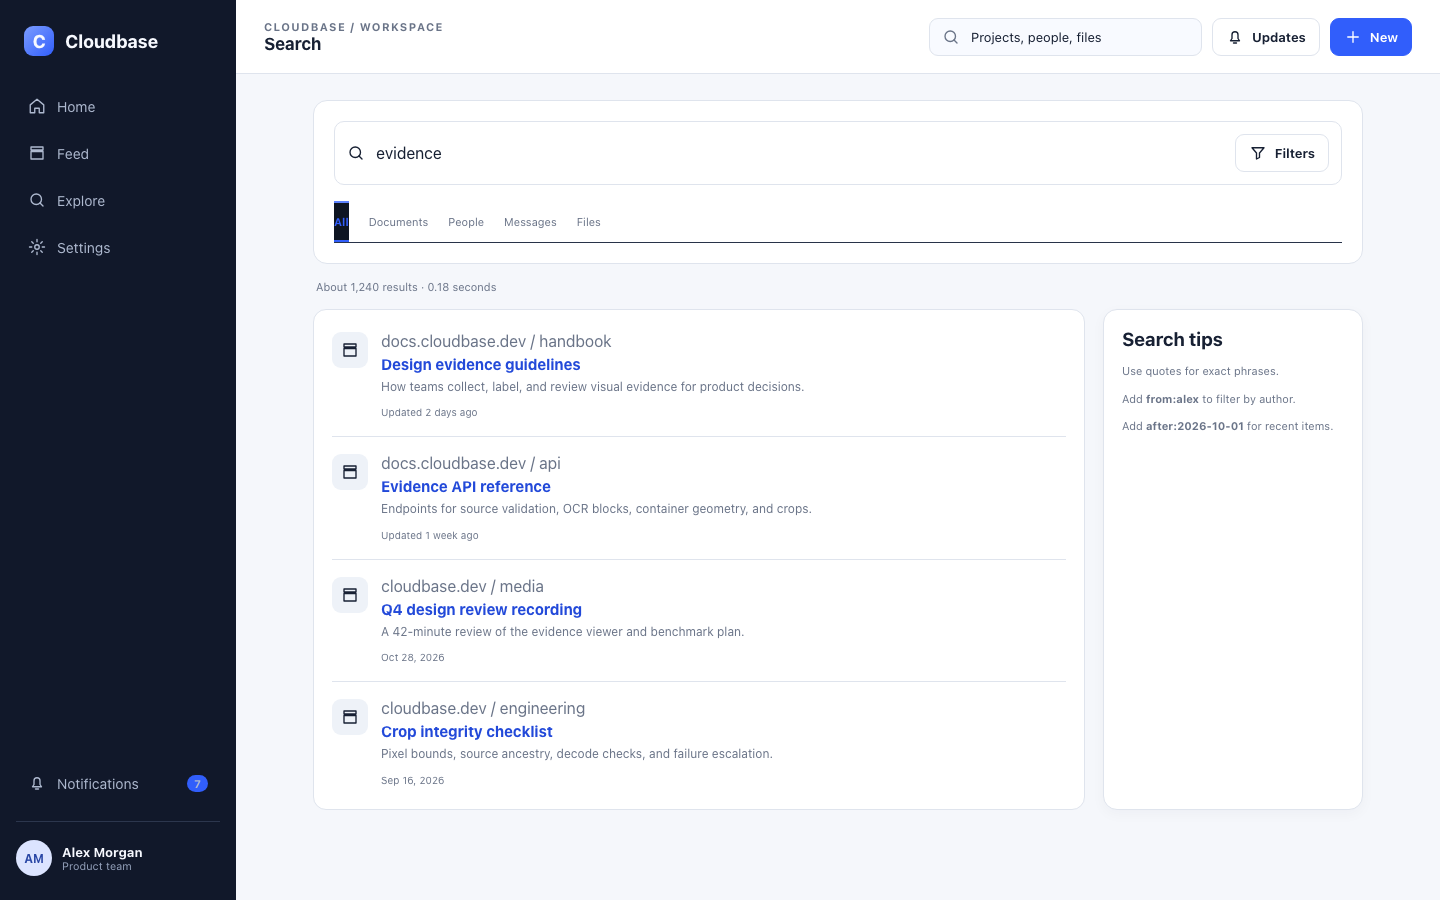 C Cloudbase
Home
Feed
Explore
Settings
Notifications 7
AM
Alex Morgan
Product team
CLOUDBASE / WORKSPACE
Search
Projects, people, files
Updates
New
evidence
Filters
All Documents People Messages Files
About 1,240 results · 0.18 seconds
docs.cloudbase.dev / handbook
Design evidence guidelines
How teams collect, label, and review visual evidence for product decisions.
Updated 2 days ago
docs.cloudbase.dev / api
Evidence API reference
Endpoints for source validation, OCR blocks, container geometry, and crops.
Updated 1 week ago
cloudbase.dev / media
Q4 design review recording
A 42-minute review of the evidence viewer and benchmark plan.
Oct 28, 2026
cloudbase.dev / engineering
Crop integrity checklist
Pixel bounds, source ancestry, decode checks, and failure escalation.
Sep 16, 2026
Search tips
Use quotes for exact phrases.
Add from:alex to filter by author.
Add after:2026-10-01 for recent items.